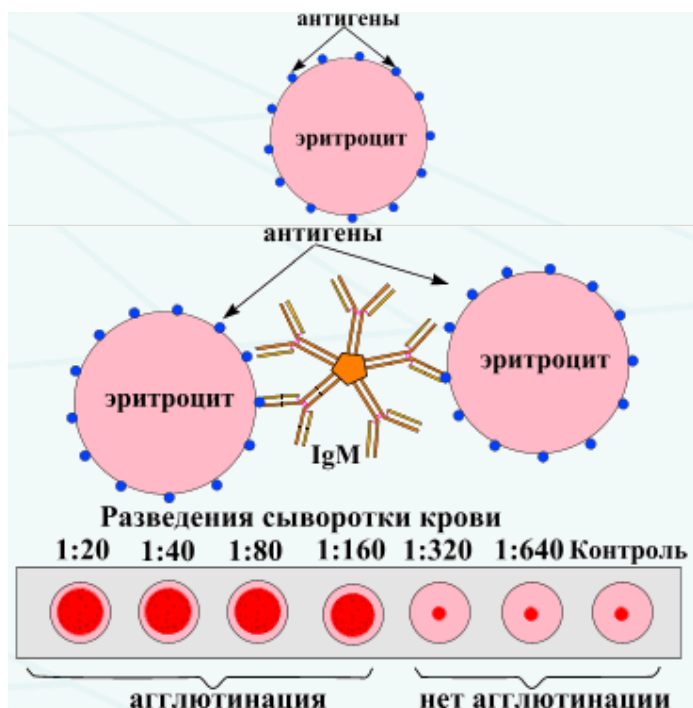 антигены
эритроцит
антигены
эритроцит
эритроцит
IgM
Разведения сыворотки крови
1:20 1:40 1:80 1:160 1:320 1:640 Контроль
агглютинация нет агглютинации